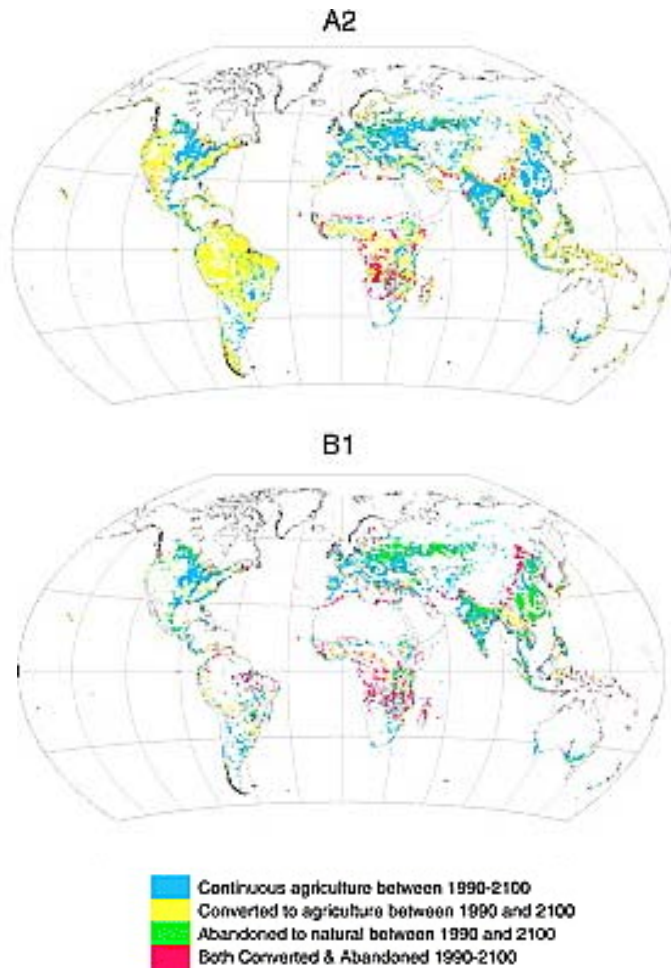 A2
B1
Continuous agriculture between 1990-2100
Converted to agriculture between 1990 and 2100
Abandoned to natural between 1990 and 2100
Both Converted & Abandoned 1990-2100